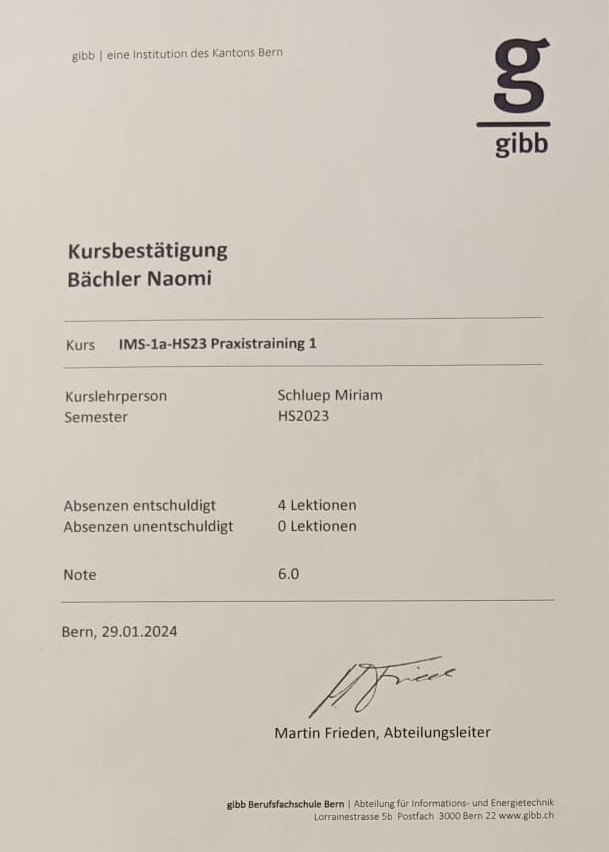 gibb | eine Institution des Kantons Bern
g
gibb
Kursbestätigung
Bächler Naomi
Kurs IMS-1a-HS23 Praxistraining 1
Kurslehrperson Schluep Miriam
Semester HS2023
Absenzen entschuldigt 4 Lektionen
Absenzen unentschuldigt 0 Lektionen
Note 6.0
Bern, 29.01.2024
Martin Frieden, Abteilungsleiter
gibb Berufsfachschule Bern | Abteilung für Informations- und Energietechnik
Lorrainestrasse 5b Postfach 3000 Bern 22 www.gibb.ch